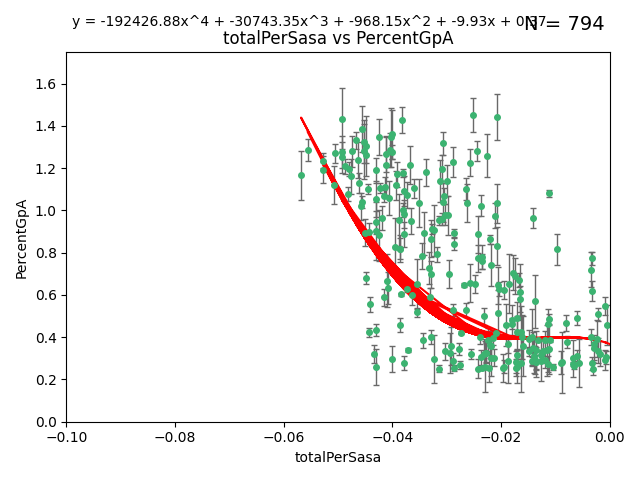 y = -192426.88x^4 + -30743.35x^3 + -968.15x^2 + -9.93x + 0.37
N = 794
totalPerSasa vs PercentGpA
PercentGpA
1.6
1.4
1.2
1.0
0.8
0.6
0.4
0.2
0.0
−0.10 −0.08 −0.06 −0.04 −0.02 0.00
totalPerSasa